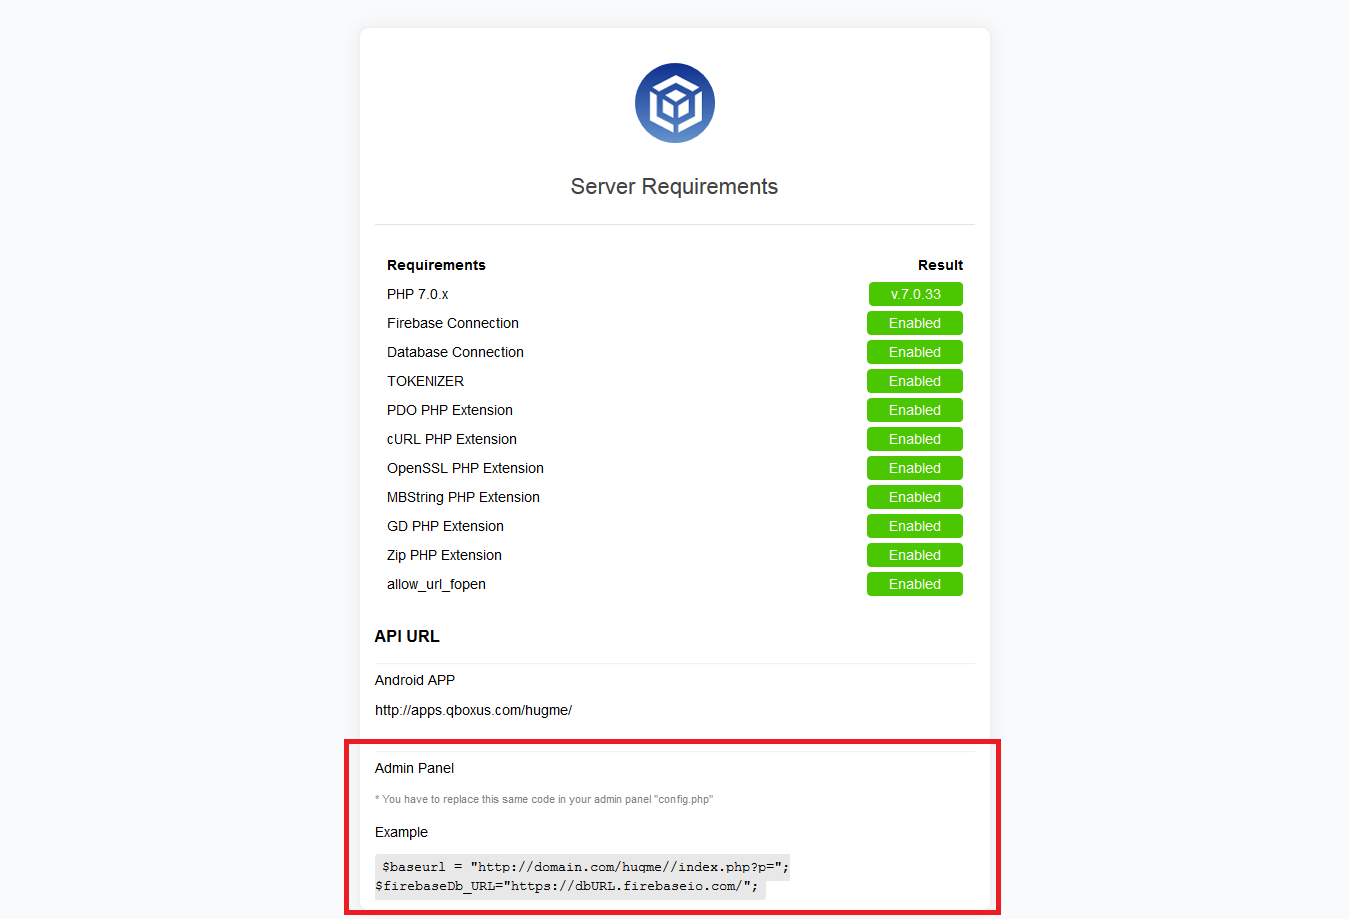 Server Requirements
Requirements Result
PHP 7.0.x v.7.0.33
Firebase Connection Enabled
Database Connection Enabled
TOKENIZER Enabled
PDO PHP Extension Enabled
cURL PHP Extension Enabled
OpenSSL PHP Extension Enabled
MBString PHP Extension Enabled
GD PHP Extension Enabled
Zip PHP Extension Enabled
allow_url_fopen Enabled
API URL
Android APP
http://apps.qboxus.com/hugme/
Admin Panel
* You have to replace this same code in your admin panel "config.php"
Example
$baseurl = "http://domain.com/hugme//index.php?p=";
$firebaseDb_URL="https://dbURL.firebaseio.com/";